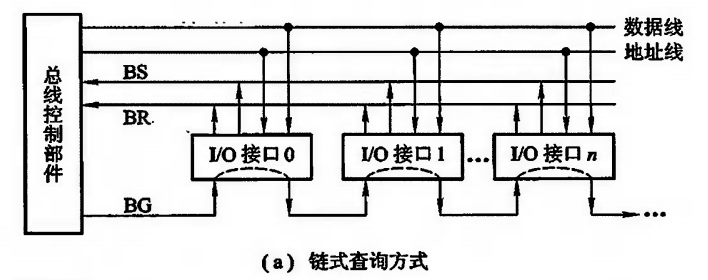 数据线
地址线
总线控制部件
BS
BR
I/O 接口 0
I/O 接口 1
…
I/O 接口 n
BG
…
(a) 链式查询方式